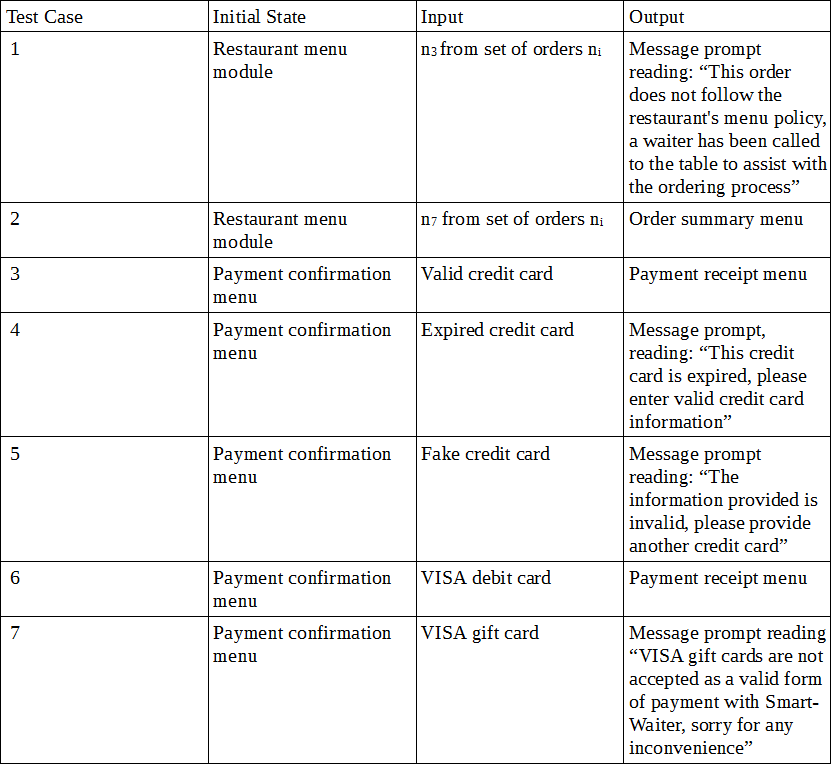 Test Case Initial State Input Output
1 Restaurant menu module n3 from set of orders ni Message prompt reading: “This order does not follow the restaurant's menu policy, a waiter has been called to the table to assist with the ordering process”
2 Restaurant menu module n7 from set of orders ni Order summary menu
3 Payment confirmation menu Valid credit card Payment receipt menu
4 Payment confirmation menu Expired credit card Message prompt, reading: “This credit card is expired, please enter valid credit card information”
5 Payment confirmation menu Fake credit card Message prompt reading: “The information provided is invalid, please provide another credit card”
6 Payment confirmation menu VISA debit card Payment receipt menu
7 Payment confirmation menu VISA gift card Message prompt reading “VISA gift cards are not accepted as a valid form of payment with Smart-Waiter, sorry for any inconvenience”